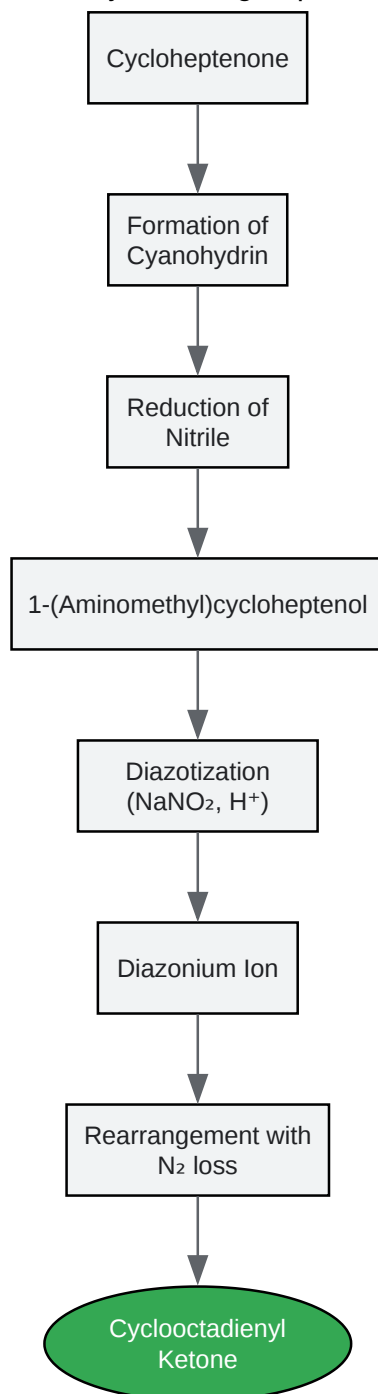 Cycloheptenone
Formation of
Cyanohydrin
Reduction of
Nitrile
1-(Aminomethyl)cycloheptenol
Diazotization
(NaNO₂, H⁺)
Diazonium Ion
Rearrangement with
N₂ loss
Cyclooctadienyl
Ketone